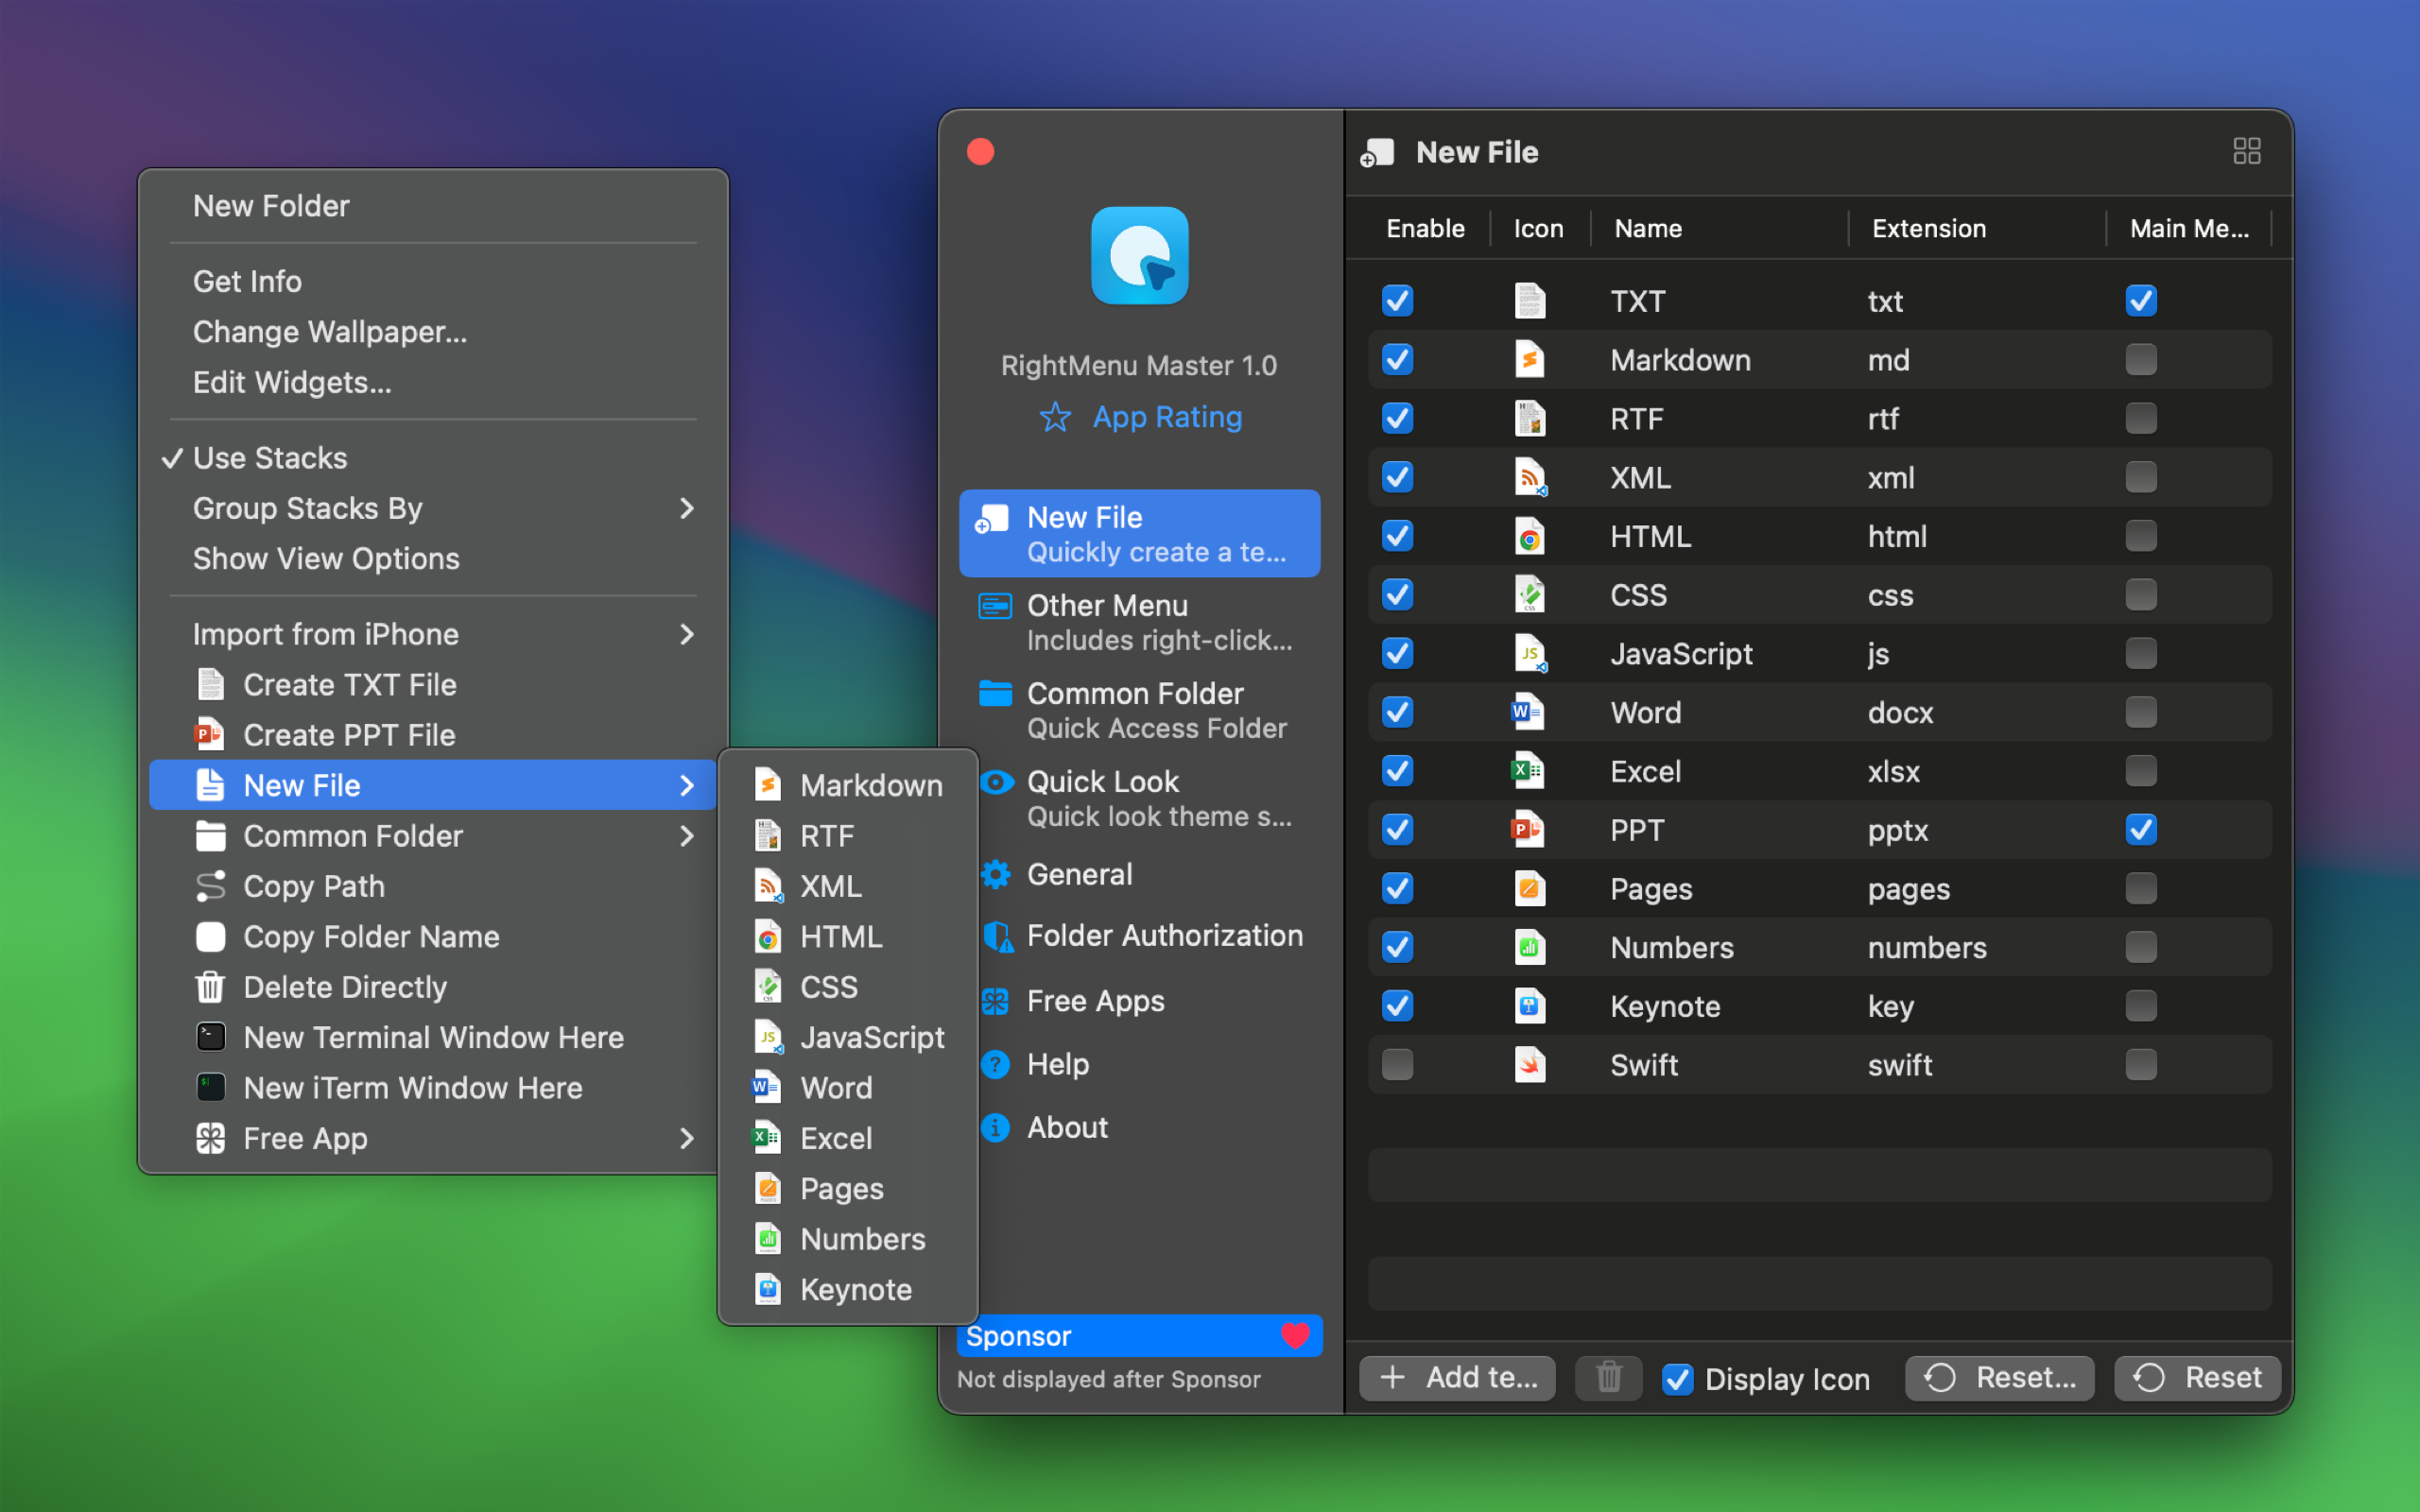 New Folder
Get Info
Change Wallpaper...
Edit Widgets...
Use Stacks
Group Stacks By
Show View Options
Import from iPhone
Create TXT File
Create PPT File
New File
Common Folder
Copy Path
Copy Folder Name
Delete Directly
New Terminal Window Here
New iTerm Window Here
Free App
Markdown
RTF
XML
HTML
CSS
JavaScript
Word
Excel
Pages
Numbers
Keynote
RightMenu Master 1.0
App Rating
New File
Quickly create a te...
Other Menu
Includes right-click...
Common Folder
Quick Access Folder
Quick Look
Quick look theme s...
General
Folder Authorization
Free Apps
Help
About
Sponsor
Not displayed after Sponsor
New File
Enable Icon Name Extension Main Me...
TXT txt
Markdown md
RTF rtf
XML xml
HTML html
CSS css
JavaScript js
Word docx
Excel xlsx
PPT pptx
Pages pages
Numbers numbers
Keynote key
Swift swift
Add te... Display Icon Reset... Reset